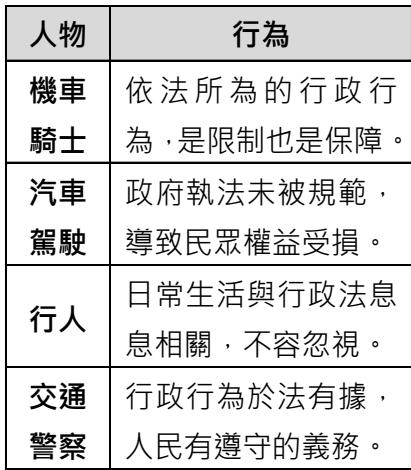 人物 行為
機車騎士 依法所為的行政行
為，是限制也是保障。
汽車駕駛 政府執法未被規範，
導致民眾權益受損。
行人 日常生活與行政法息
息相關，不容忽視。
交通警察 行政行為於法有據，
人民有遵守的義務。